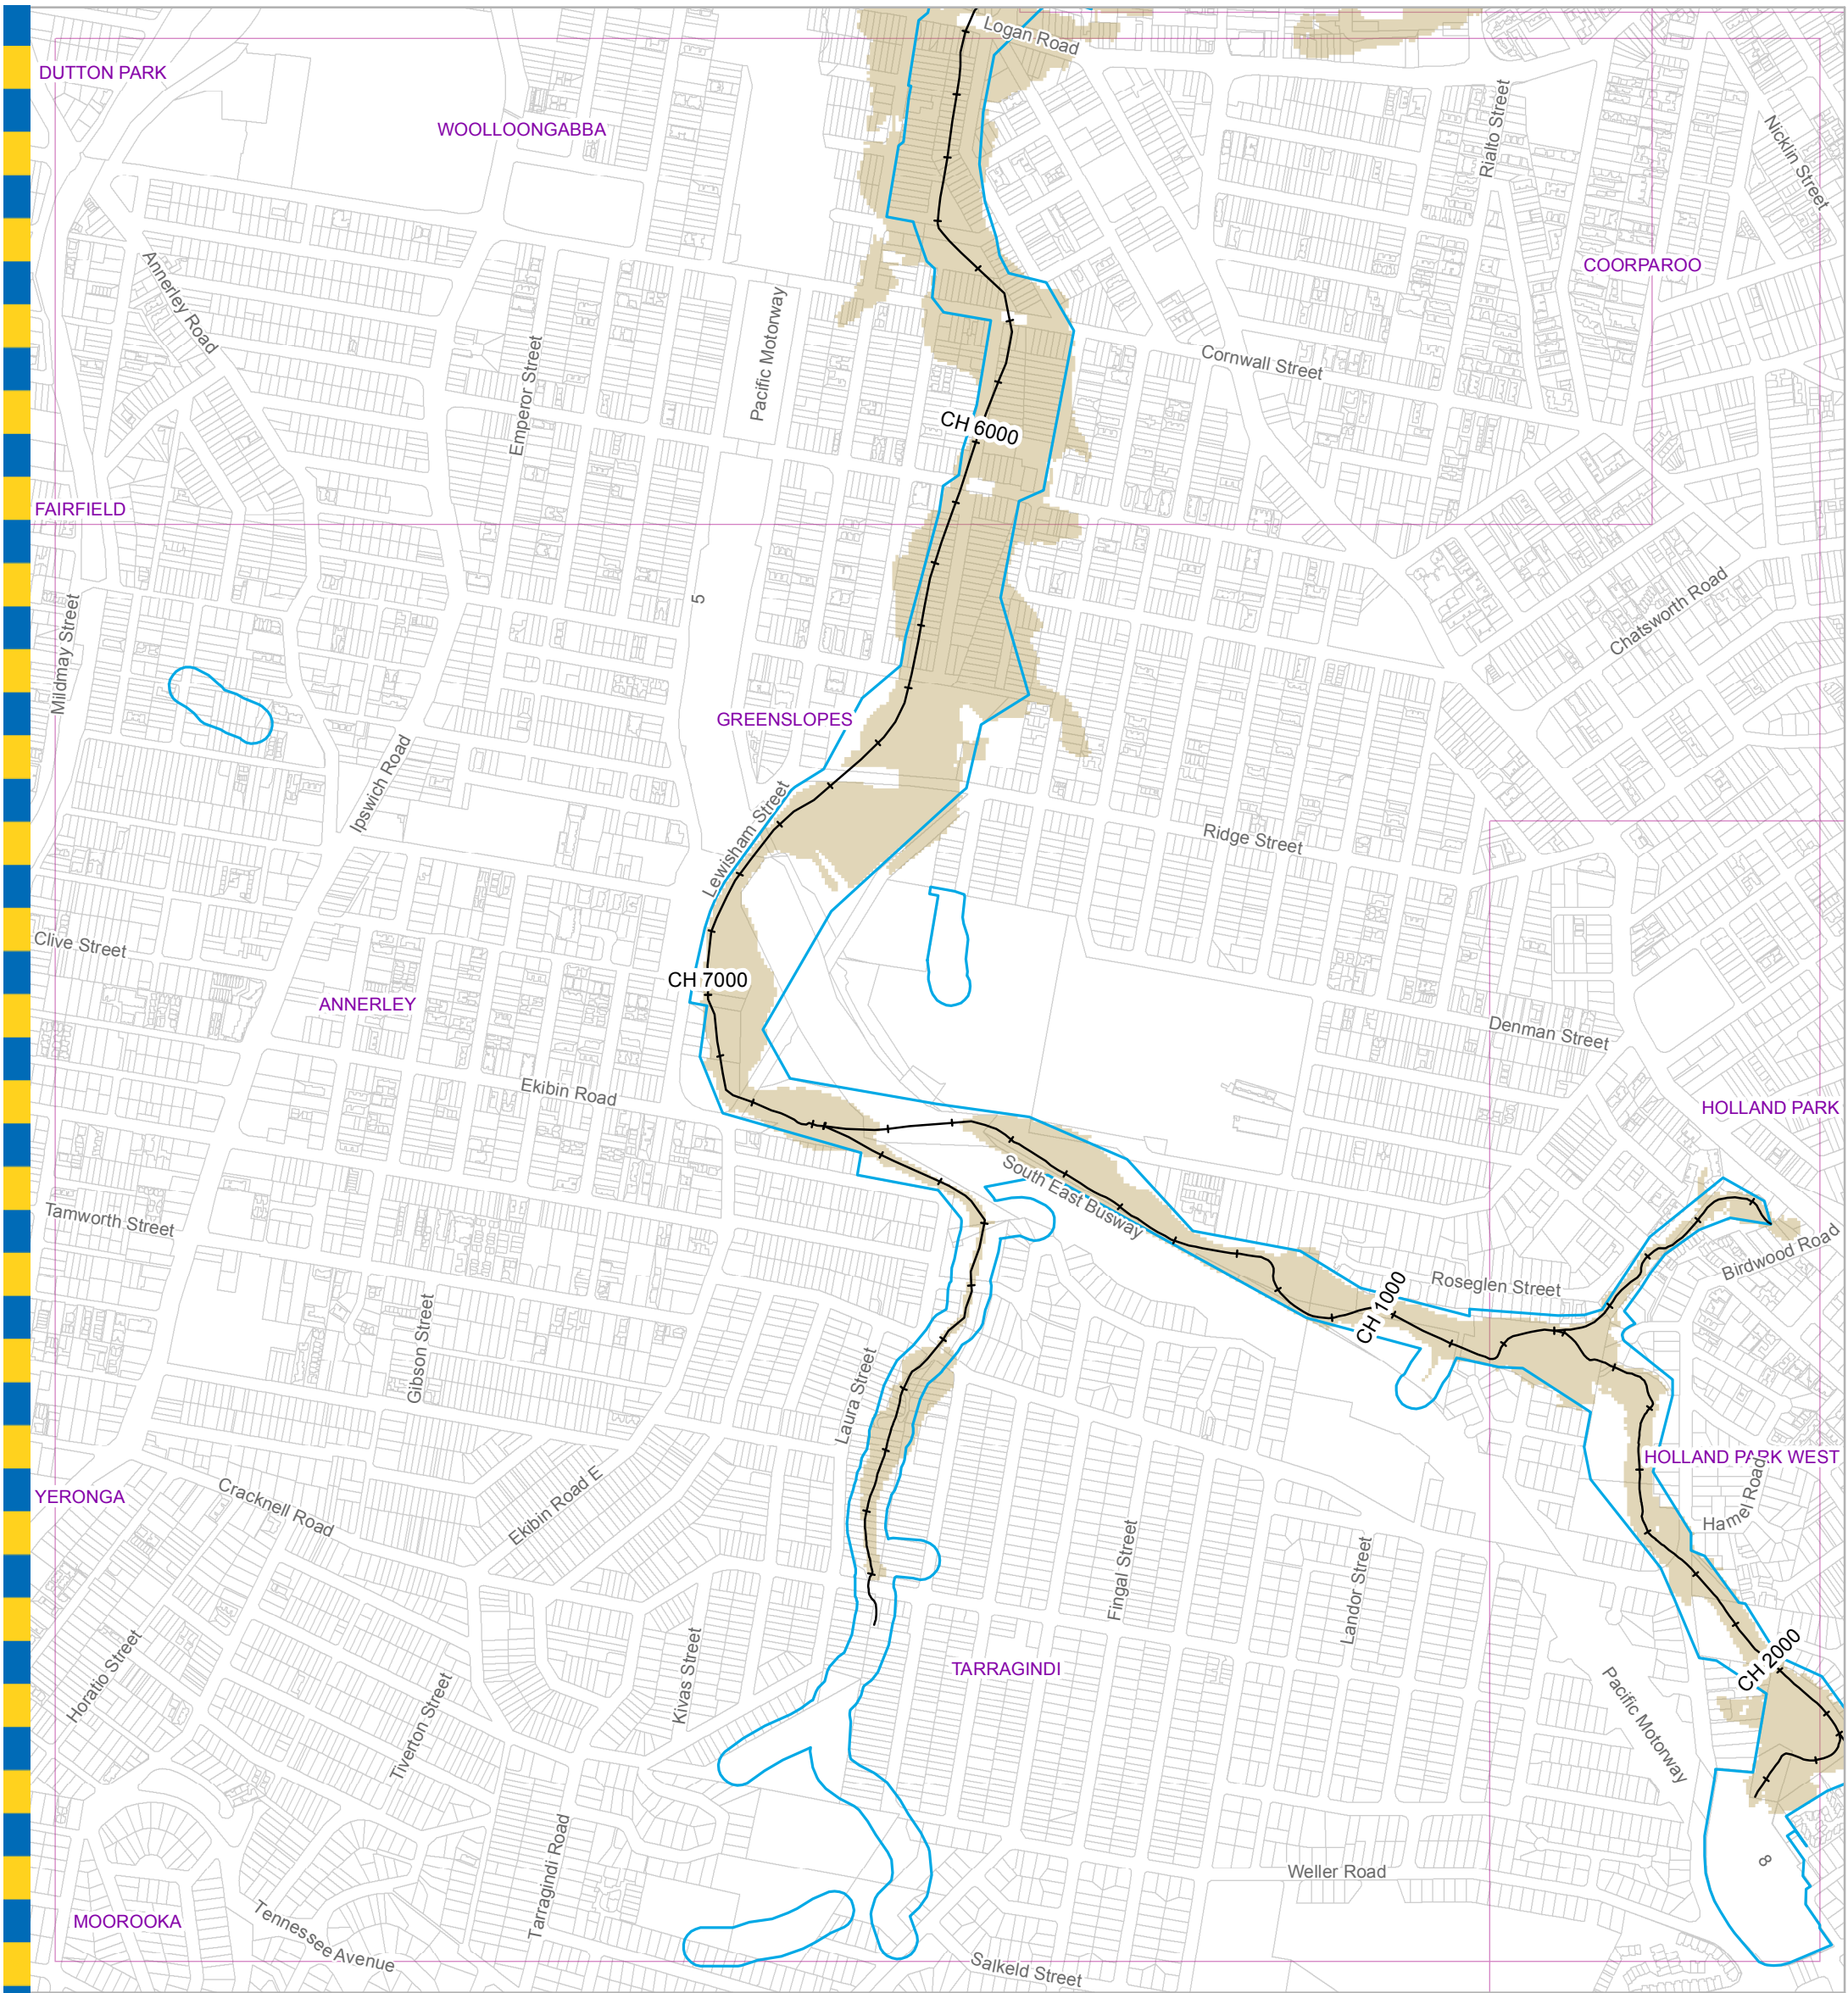 Logan Road
DUTTON PARK
WOOLLOONGABBA
Rialto Street
Nicklin Street
COORPAROO
Annerley Road
Pacific Motorway
Emperor Street
Cornwall Street
CH 6000
FAIRFIELD
5
Chatsworth Road
Mildmay Street
GREENSLOPES
Ipswich Road
Lewisham Street
Ridge Street
Clive Street
CH 7000
ANNERLEY
Denman Street
Ekibin Road
HOLLAND PARK
South East Busway
Tamworth Street
Birdwood Road
Roseglen Street
CH 1000
Gibson Street
Laura Street
HOLLAND PARK WEST
Hamel Road
YERONGA
Cracknell Road
Ekibin Road E
Fingal Street
Landor Street
Horatio Street
Kivas Street
TARRAGINDI
CH 2000
Pacific Motorway
Tiverton Street
Tarragindi Road
Weller Road
8
MOOROOKA
Tennessee Avenue
Salkeld Street